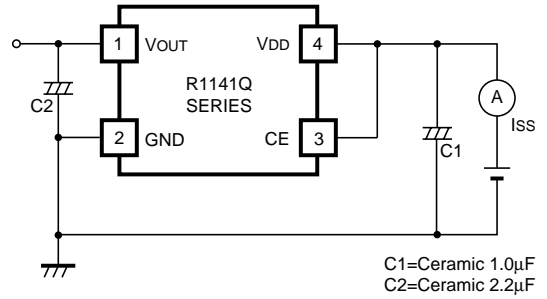 1 VOUT VDD 4
R1141Q
SERIES
C2
A
ISS
2 GND CE 3
C1
C1=Ceramic 1.0μF
C2=Ceramic 2.2μF